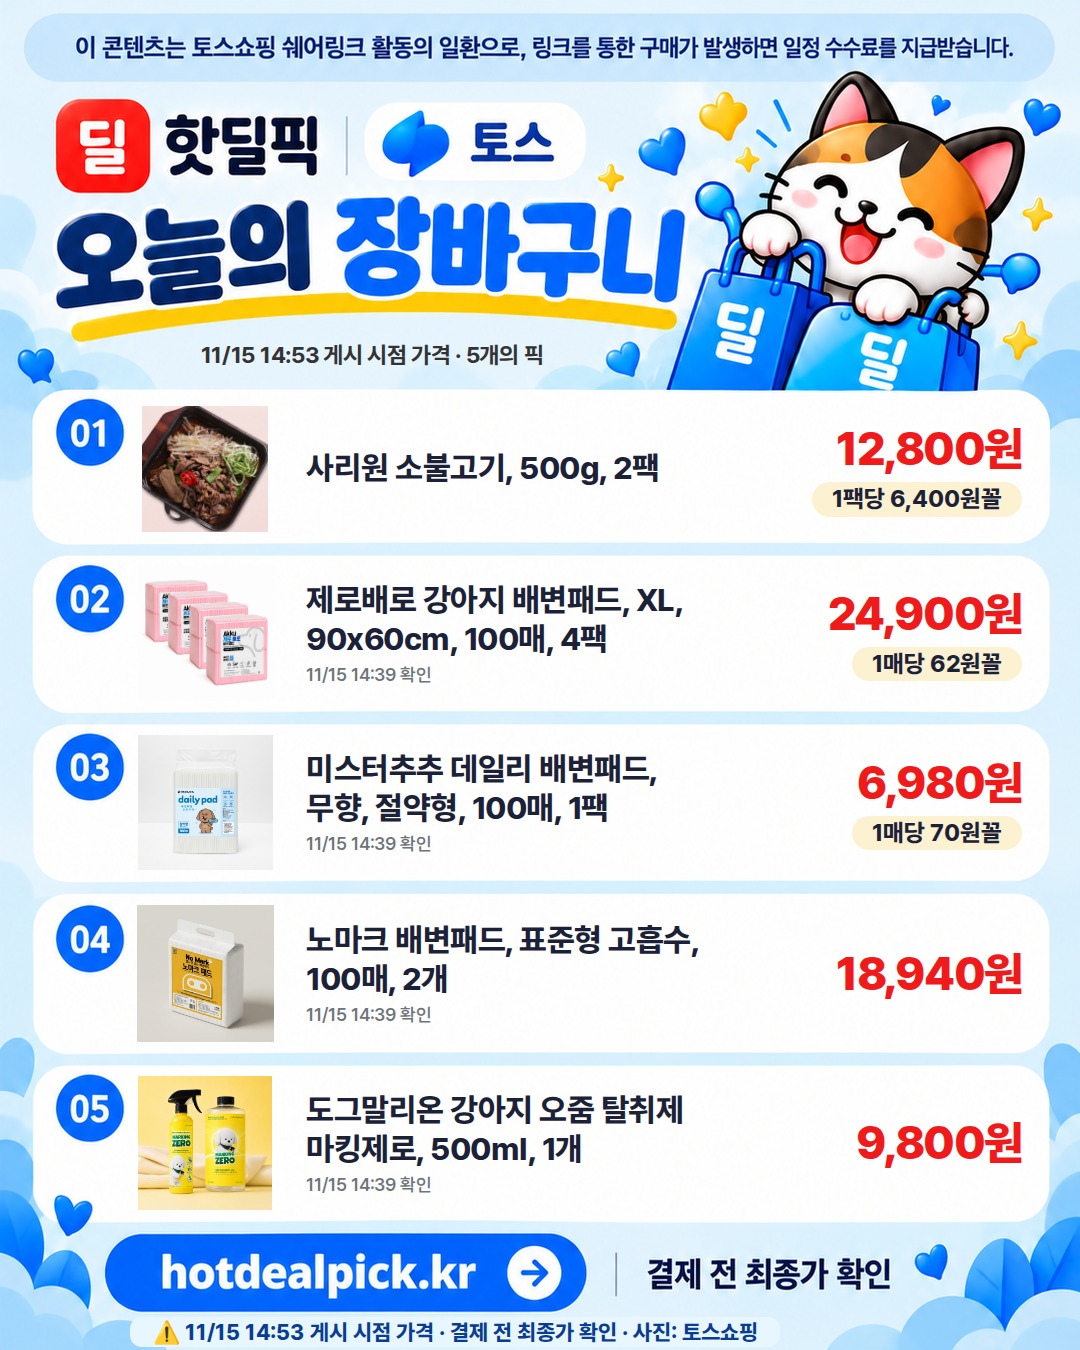 이 콘텐츠는 토스쇼핑 쉐어링크 활동의 일환으로, 링크를 통한 구매가 발생하면 일정 수수료를 지급받습니다.
딜 핫딜픽 토스
오늘의 장바구니
11/15 14:53 게시 시점 가격 · 5개의 픽
딜
딜
01
사리원 소불고기, 500g, 2팩
12,800원
1팩당 6,400원꼴
02
제로배로 강아지 배변패드, XL,
90x60cm, 100매, 4팩
11/15 14:39 확인
24,900원
1매당 62원꼴
03
daily pad
미스터추추 데일리 배변패드,
무향, 절약형, 100매, 1팩
11/15 14:39 확인
6,980원
1매당 70원꼴
04
No Mark
노마크 패드
노마크 배변패드, 표준형 고흡수,
100매, 2개
11/15 14:39 확인
18,940원
05
MARKING
ZERO
MARKING
ZERO
도그말리온 강아지 오줌 탈취제
마킹제로, 500ml, 1개
11/15 14:39 확인
9,800원
hotdealpick.kr
결제 전 최종가 확인
⚠️ 11/15 14:53 게시 시점 가격 · 결제 전 최종가 확인 · 사진: 토스쇼핑